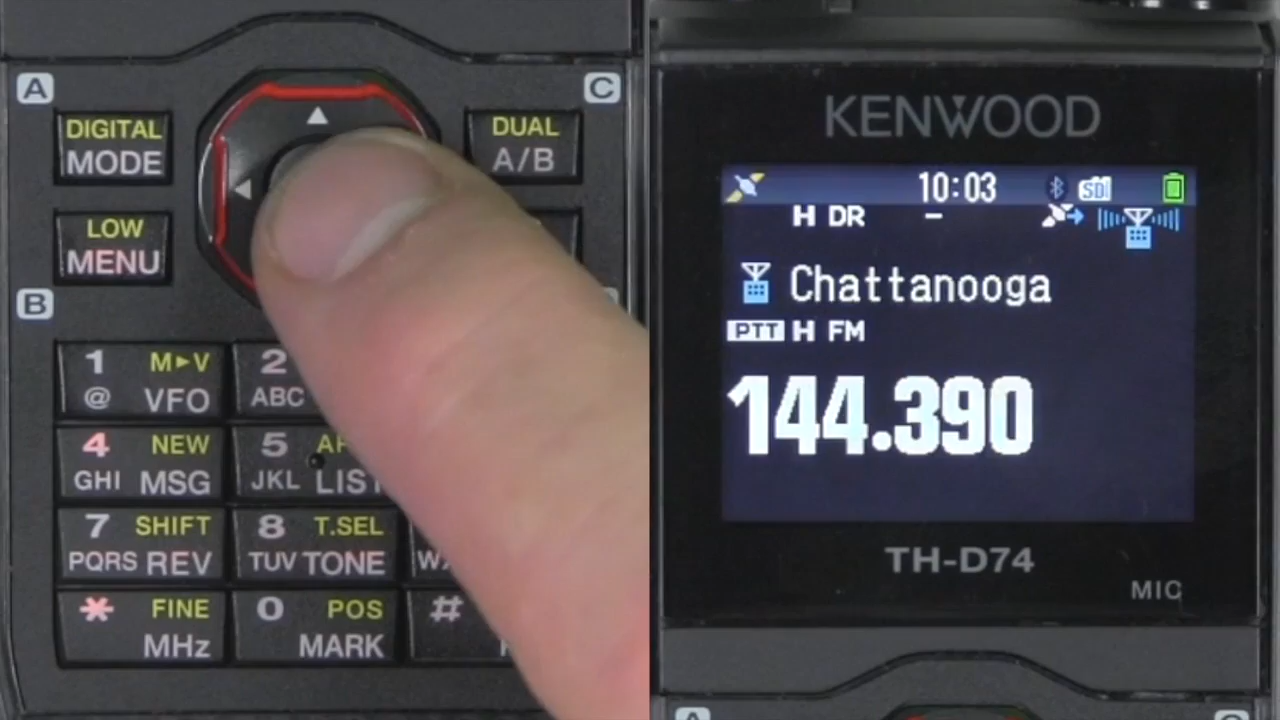 A
C
DIGITAL
MODE
DUAL
A/B
LOW
MENU
B
1 M►V
@ VFO
2
ABC
4 NEW
GHI MSG
5
JKL LIST
7 SHIFT
PQRS REV
8 T.SEL
TUV TONE
* FINE
MHz
0 POS
MARK
#
KENWOOD
10:03
SD
H DR –
Chattanooga
PTT H FM
144.390
TH-D74
MIC
A